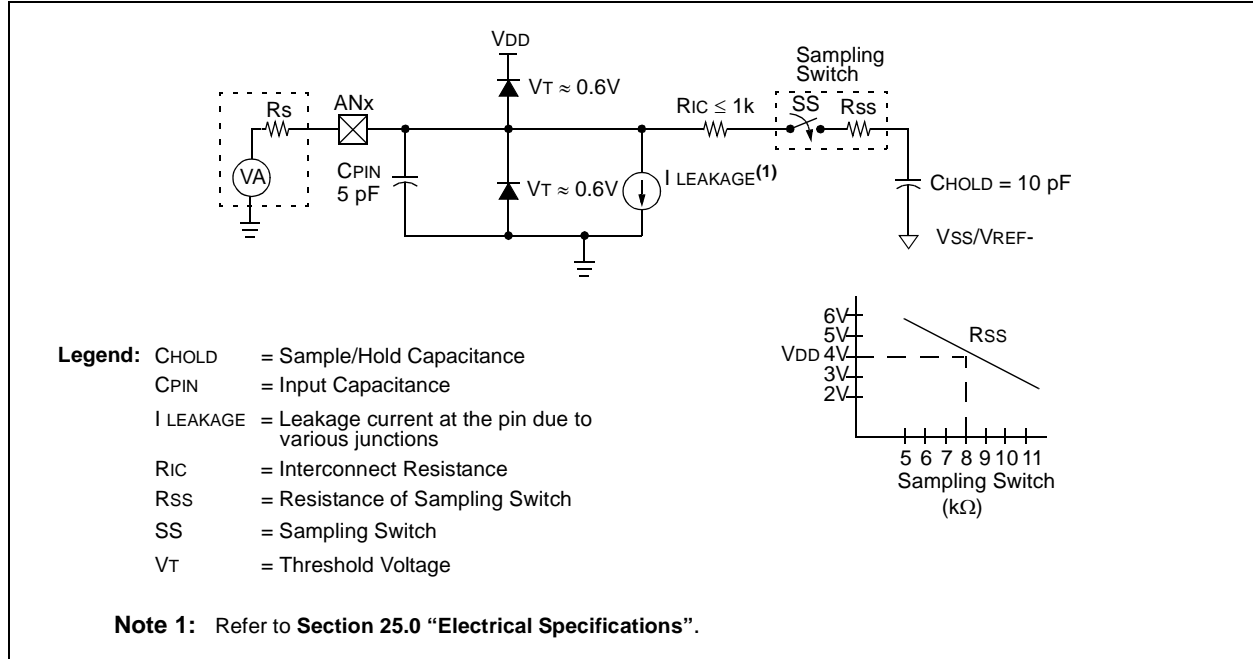 VDD
Sampling
Switch
VT ≈ 0.6V
Rs
ANx
RIC ≤ 1k
SS
RSS
VA
CPIN
5 pF
VT ≈ 0.6V
I LEAKAGE(1)
CHOLD = 10 pF
VSS/VREF-
6V
5V
VDD 4V
3V
2V
RSS
5 6 7 8 9 10 11
Sampling Switch
(kΩ)
Legend: CHOLD = Sample/Hold Capacitance
CPIN = Input Capacitance
I LEAKAGE = Leakage current at the pin due to
various junctions
RIC = Interconnect Resistance
RSS = Resistance of Sampling Switch
SS = Sampling Switch
VT = Threshold Voltage
Note 1: Refer to Section 25.0 “Electrical Specifications”.